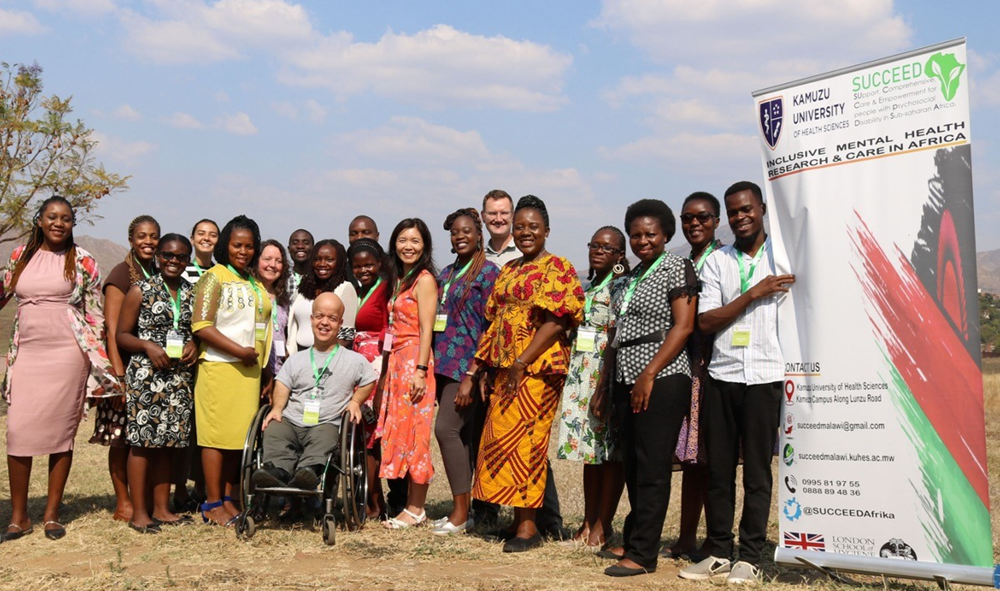 KAMUZU
UNIVERSITY
OF HEALTH SCIENCES
SUCCEED
SUpport, Comprehensive,
Care & Empowerment for
people with psychosocial
Disability in Sub-saharan Africa.
INCLUSIVE MENTAL HEALTH
RESEARCH & CARE IN AFRICA
ONTACT US
Kamuzu University of Health Sciences
Kamuzu Campus Along Lunzu Road
succeedmalawi@gmail.com
succeedmalawi.kuhes.ac.mw
0995 81 97 55
0888 89 48 36
@SUCCEEDAfrika
LONDON
SCHOOL of
HYGIENE